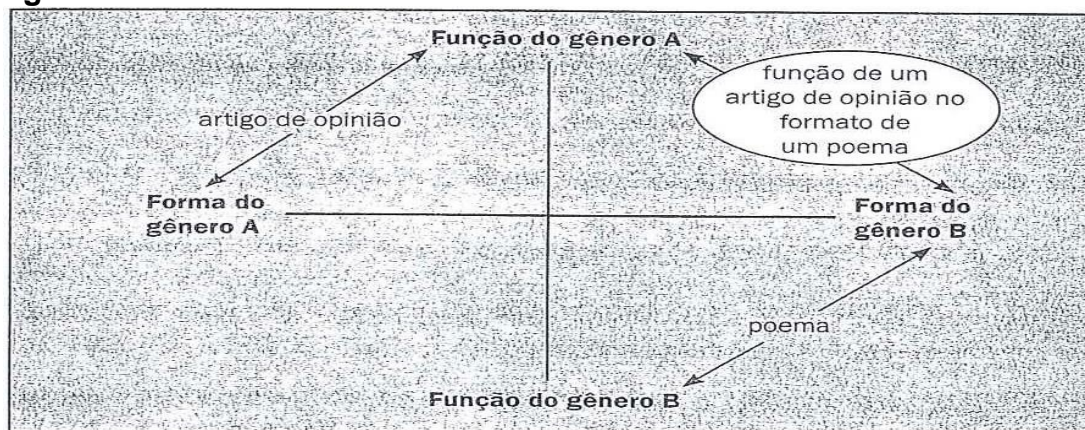 Função do gênero A
função de um
artigo de opinião no
formato de
um poema
artigo de opinião
Forma do
gênero A
Forma do
gênero B
poema
Função do gênero B